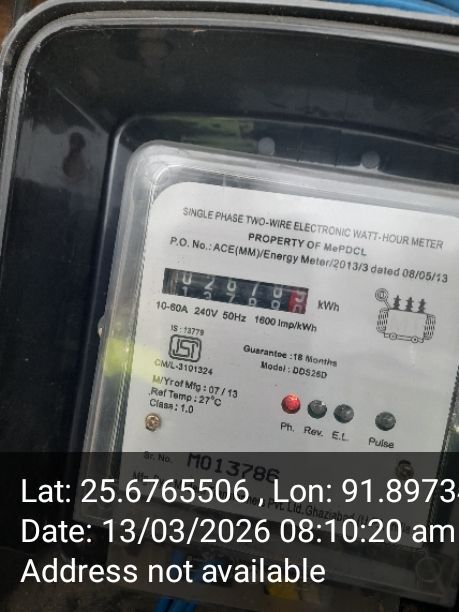 SINGLE PHASE TWO-WIRE ELECTRONIC WATT-HOUR METER
PROPERTY OF MePDCL
P.O. No.: ACE(MM)/Energy Meter/2013/3 dated 08/05/13
kWh
10-60A 240V 50Hz 1600 Imp/kWh
IS : 13779
ISI
CM/L-3101324
Guarantee :18 Months
Model : DDS26D
M/Yr of Mfg : 07 / 13
Ref Temp : 27°C
Class : 1.0
Ph. Rev. E.L. Pulse
Sr. No. M013786
Pvt. Ltd. Ghaziabad
Lat: 25.6765506 , Lon: 91.8973
Date: 13/03/2026 08:10:20 am
Address not available